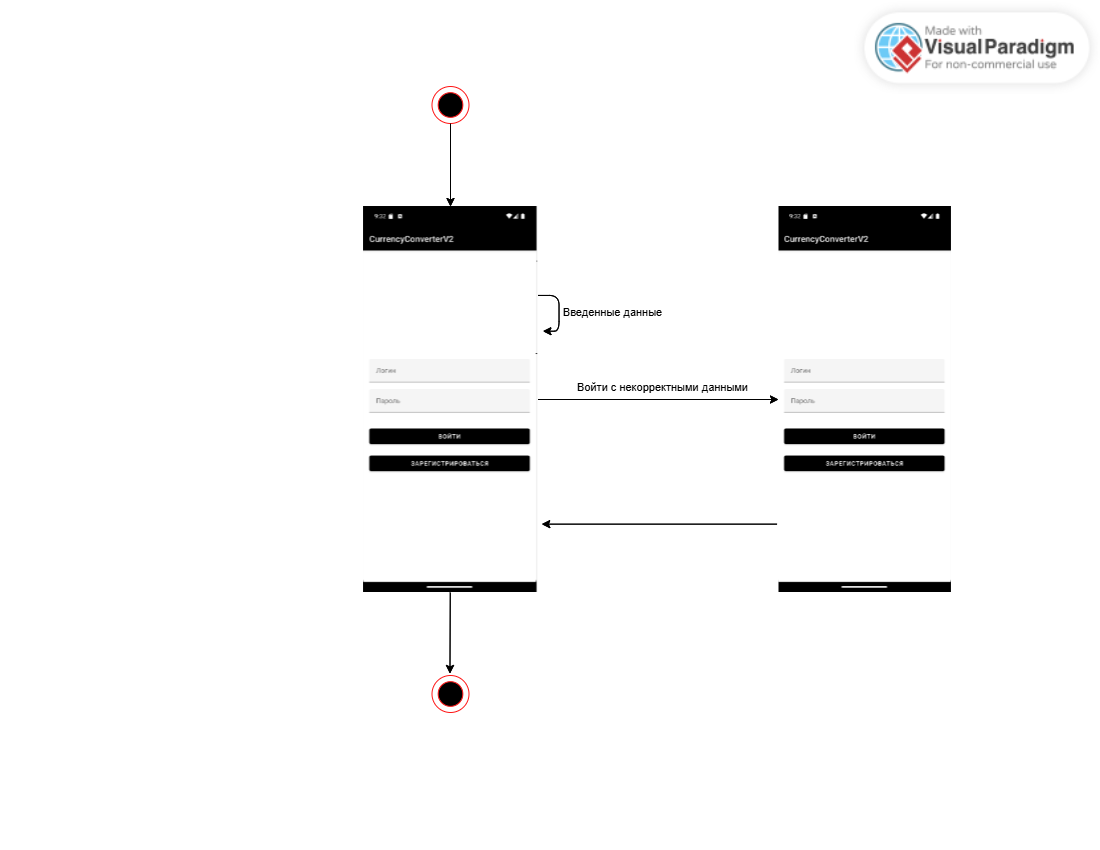 Made with
Visual Paradigm
For non-commercial use
9:32
CurrencyConverterV2
9:32
CurrencyConverterV2
Введенные данные
Логин
Войти с некорректными данными
Логин
Пароль
Пароль
ВОЙТИ
ВОЙТИ
ЗАРЕГИСТРИРОВАТЬСЯ
ЗАРЕГИСТРИРОВАТЬСЯ